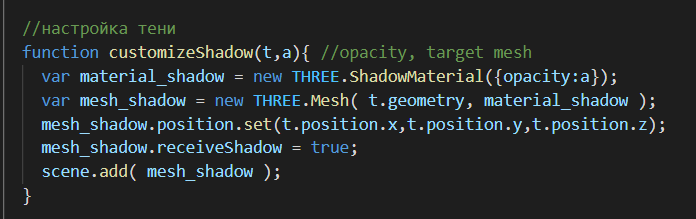 //настройка тени
function customizeShadow(t,a){ //opacity, target mesh
  var material_shadow = new THREE.ShadowMaterial({opacity:a});
  var mesh_shadow = new THREE.Mesh( t.geometry, material_shadow );
  mesh_shadow.position.set(t.position.x,t.position.y,t.position.z);
  mesh_shadow.receiveShadow = true;
  scene.add( mesh_shadow );
}